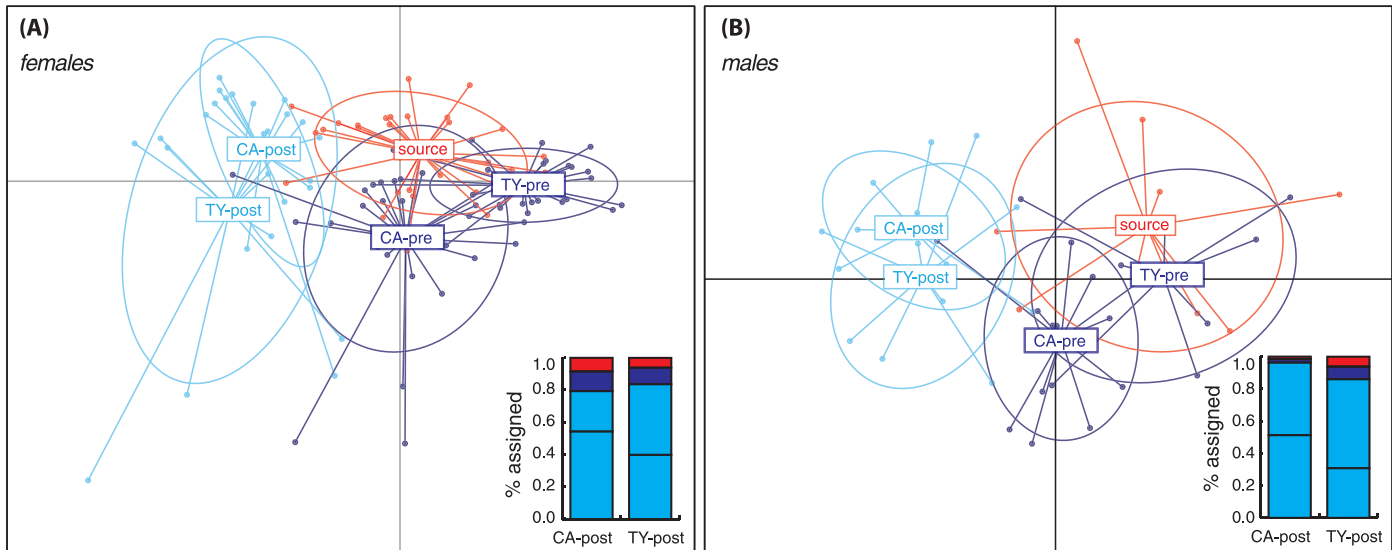 (A)
females
CA-post
source
TY-pre
TY-post
CA-pre
% assigned
1.0
0.8
0.6
0.4
0.2
0.0
CA-post TY-post
(B)
males
CA-post
source
TY-post
TY-pre
CA-pre
% assigned
1.0
0.8
0.6
0.4
0.2
0.0
CA-post TY-post